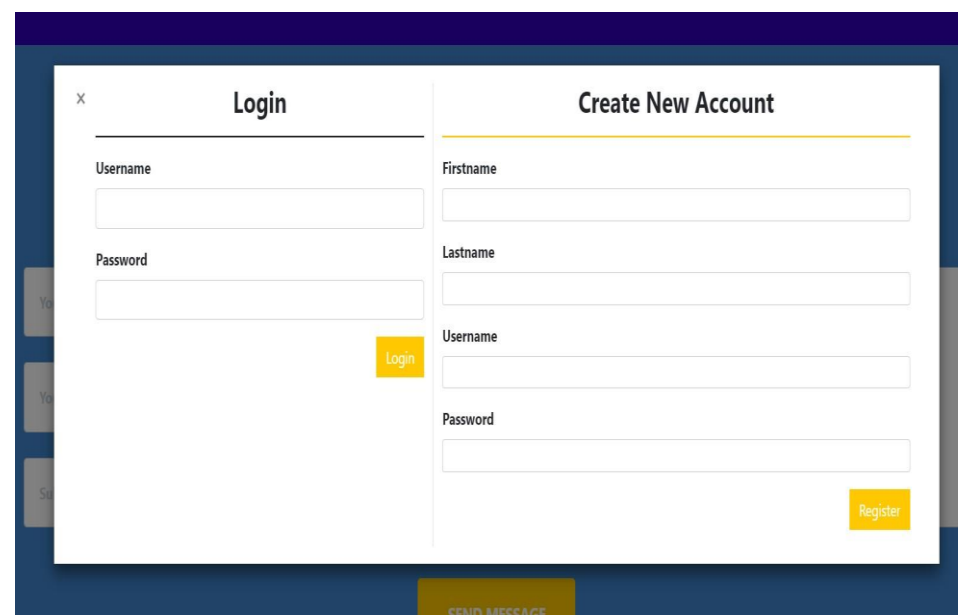 x
Login
Username
Password
Login
Create New Account
Firstname
Lastname
Username
Password
Register
SEND MESSAGE